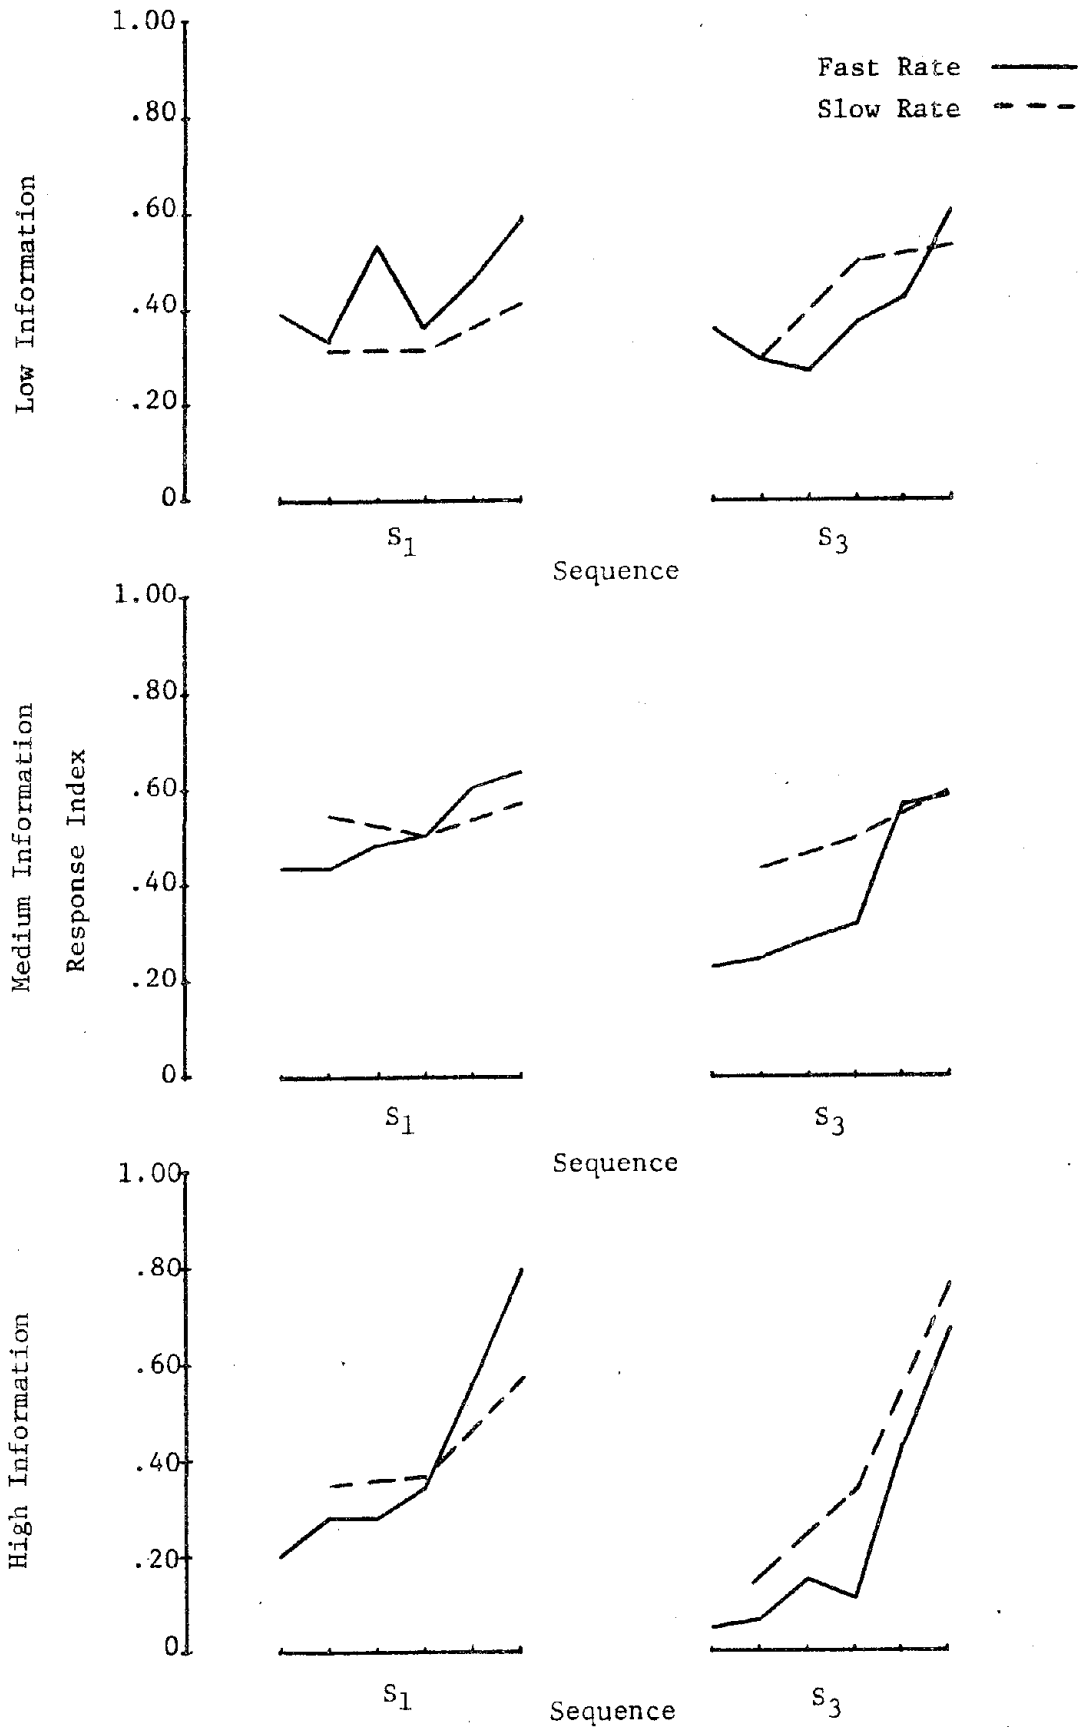 1.00
Fast Rate
Slow Rate
.80
.60
.40
.20
0
Low Information
S1
S3
Sequence
1.00
.80
.60
.40
.20
0
Medium Information
Response Index
S1
S3
Sequence
1.00
.80
.60
.40
.20
0
High Information
S1
S3
Sequence